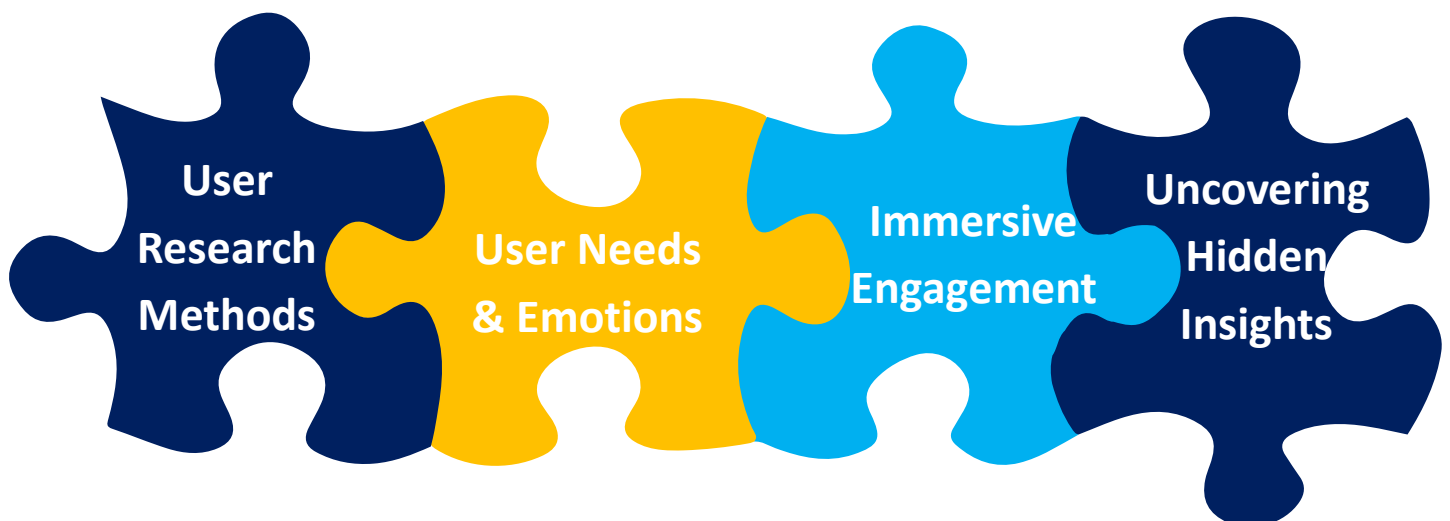 User
Research
Methods
User Needs
& Emotions
Immersive
Engagement
Uncovering
Hidden
Insights